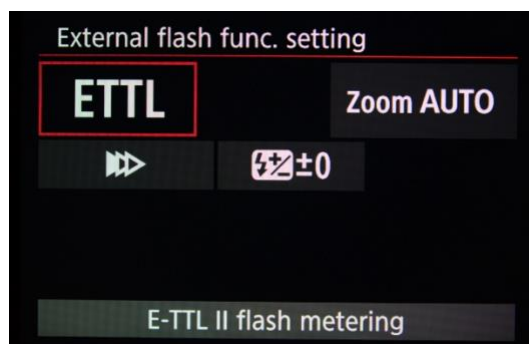 External flash func. setting
ETTL
Zoom AUTO
±0
E-TTL II flash metering